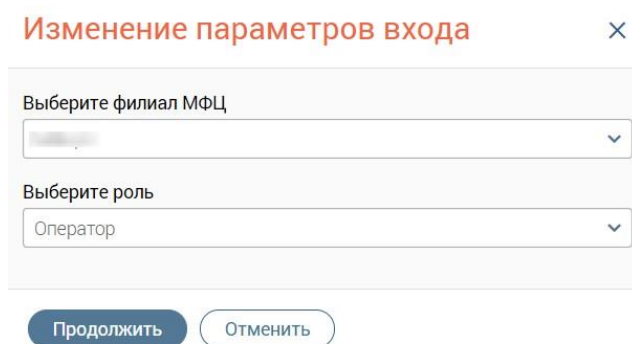 Изменение параметров входа
Выберите филиал МФЦ
Выберите роль
Оператор
Продолжить
Отменить